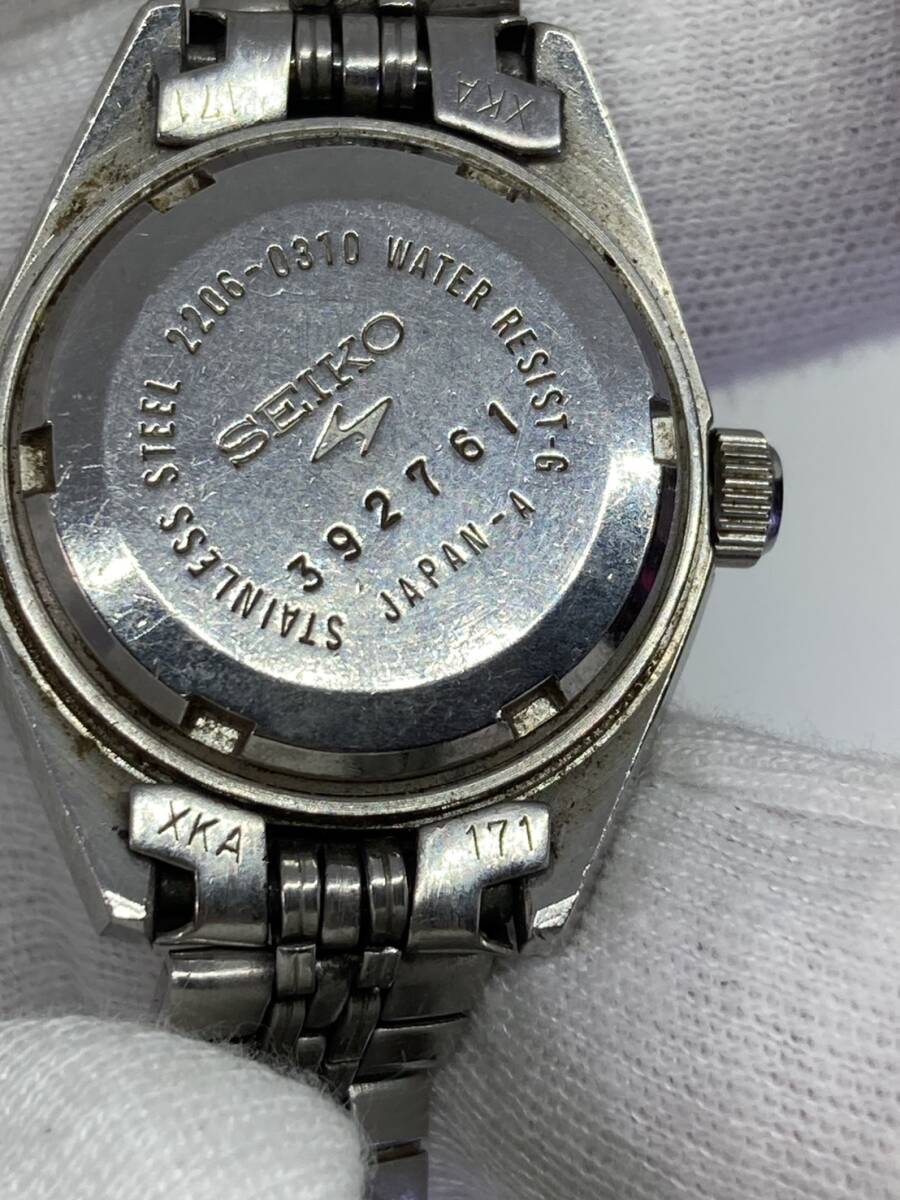 171
XKA
STAINLESS STEEL 2206-0310 WATER RESIST-G
SEIKO
392761
JAPAN-A
XKA
171